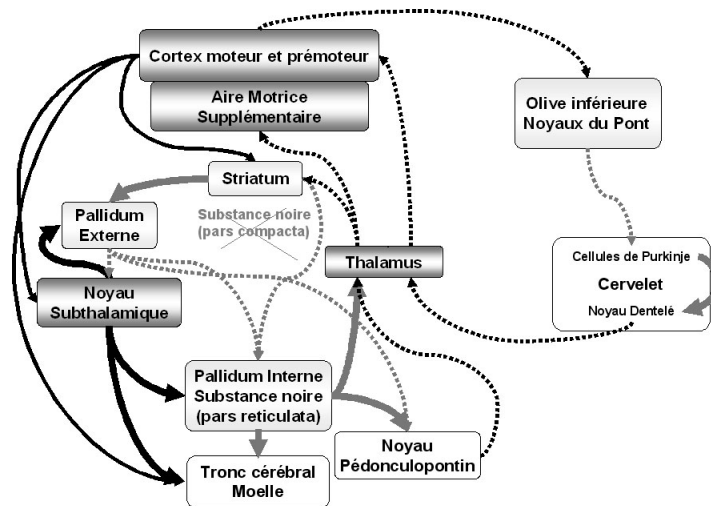 Cortex moteur et prémoteur
Aire Motrice
Supplémentaire
Olive inférieure
Noyaux du Pont
Striatum
Substance noire
(pars compacta)
Pallidum
Externe
Thalamus
Cellules de Purkinje
Cervelet
Noyau Dentelé
Noyau
Subthalamique
Pallidum Interne
Substance noire
(pars reticulata)
Noyau
Pédonculopontin
Tronc cérébral
Moelle